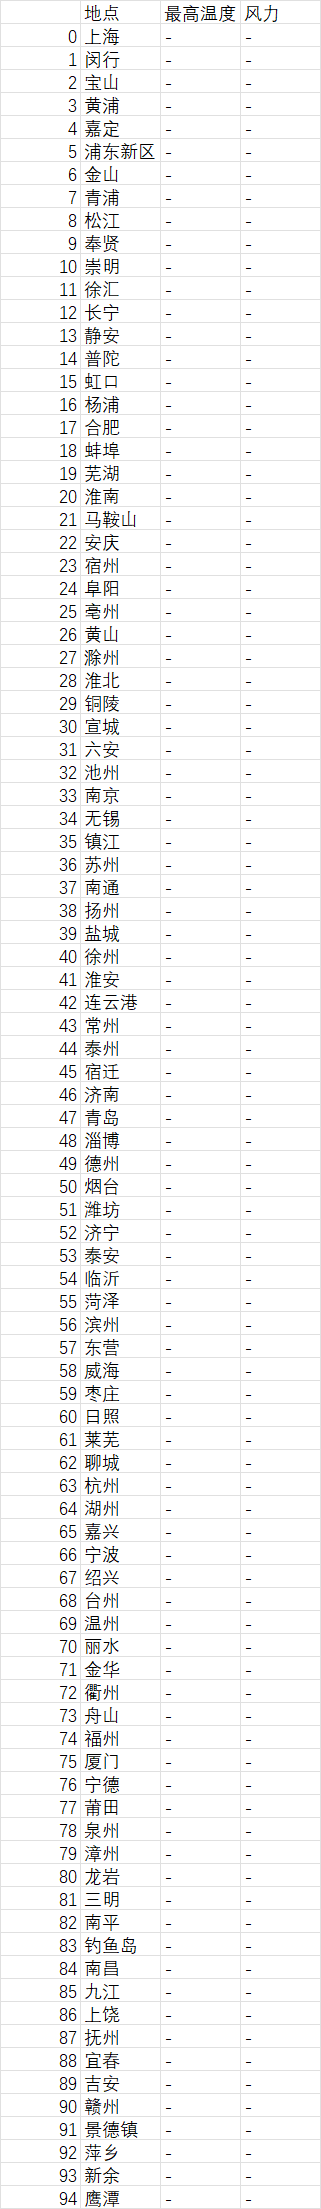 地点 最高温度 风力
0 上海 - -
1 闵行 - -
2 宝山 - -
3 黄浦 - -
4 嘉定 - -
5 浦东新区 - -
6 金山 - -
7 青浦 - -
8 松江 - -
9 奉贤 - -
10 崇明 - -
11 徐汇 - -
12 长宁 - -
13 静安 - -
14 普陀 - -
15 虹口 - -
16 杨浦 - -
17 合肥 - -
18 蚌埠 - -
19 芜湖 - -
20 淮南 - -
21 马鞍山 - -
22 安庆 - -
23 宿州 - -
24 阜阳 - -
25 亳州 - -
26 黄山 - -
27 滁州 - -
28 淮北 - -
29 铜陵 - -
30 宣城 - -
31 六安 - -
32 池州 - -
33 南京 - -
34 无锡 - -
35 镇江 - -
36 苏州 - -
37 南通 - -
38 扬州 - -
39 盐城 - -
40 徐州 - -
41 淮安 - -
42 连云港 - -
43 常州 - -
44 泰州 - -
45 宿迁 - -
46 济南 - -
47 青岛 - -
48 淄博 - -
49 德州 - -
50 烟台 - -
51 潍坊 - -
52 济宁 - -
53 泰安 - -
54 临沂 - -
55 菏泽 - -
56 滨州 - -
57 东营 - -
58 威海 - -
59 枣庄 - -
60 日照 - -
61 莱芜 - -
62 聊城 - -
63 杭州 - -
64 湖州 - -
65 嘉兴 - -
66 宁波 - -
67 绍兴 - -
68 台州 - -
69 温州 - -
70 丽水 - -
71 金华 - -
72 衢州 - -
73 舟山 - -
74 福州 - -
75 厦门 - -
76 宁德 - -
77 莆田 - -
78 泉州 - -
79 漳州 - -
80 龙岩 - -
81 三明 - -
82 南平 - -
83 钓鱼岛 - -
84 南昌 - -
85 九江 - -
86 上饶 - -
87 抚州 - -
88 宜春 - -
89 吉安 - -
90 赣州 - -
91 景德镇 - -
92 萍乡 - -
93 新余 - -
94 鹰潭 - -